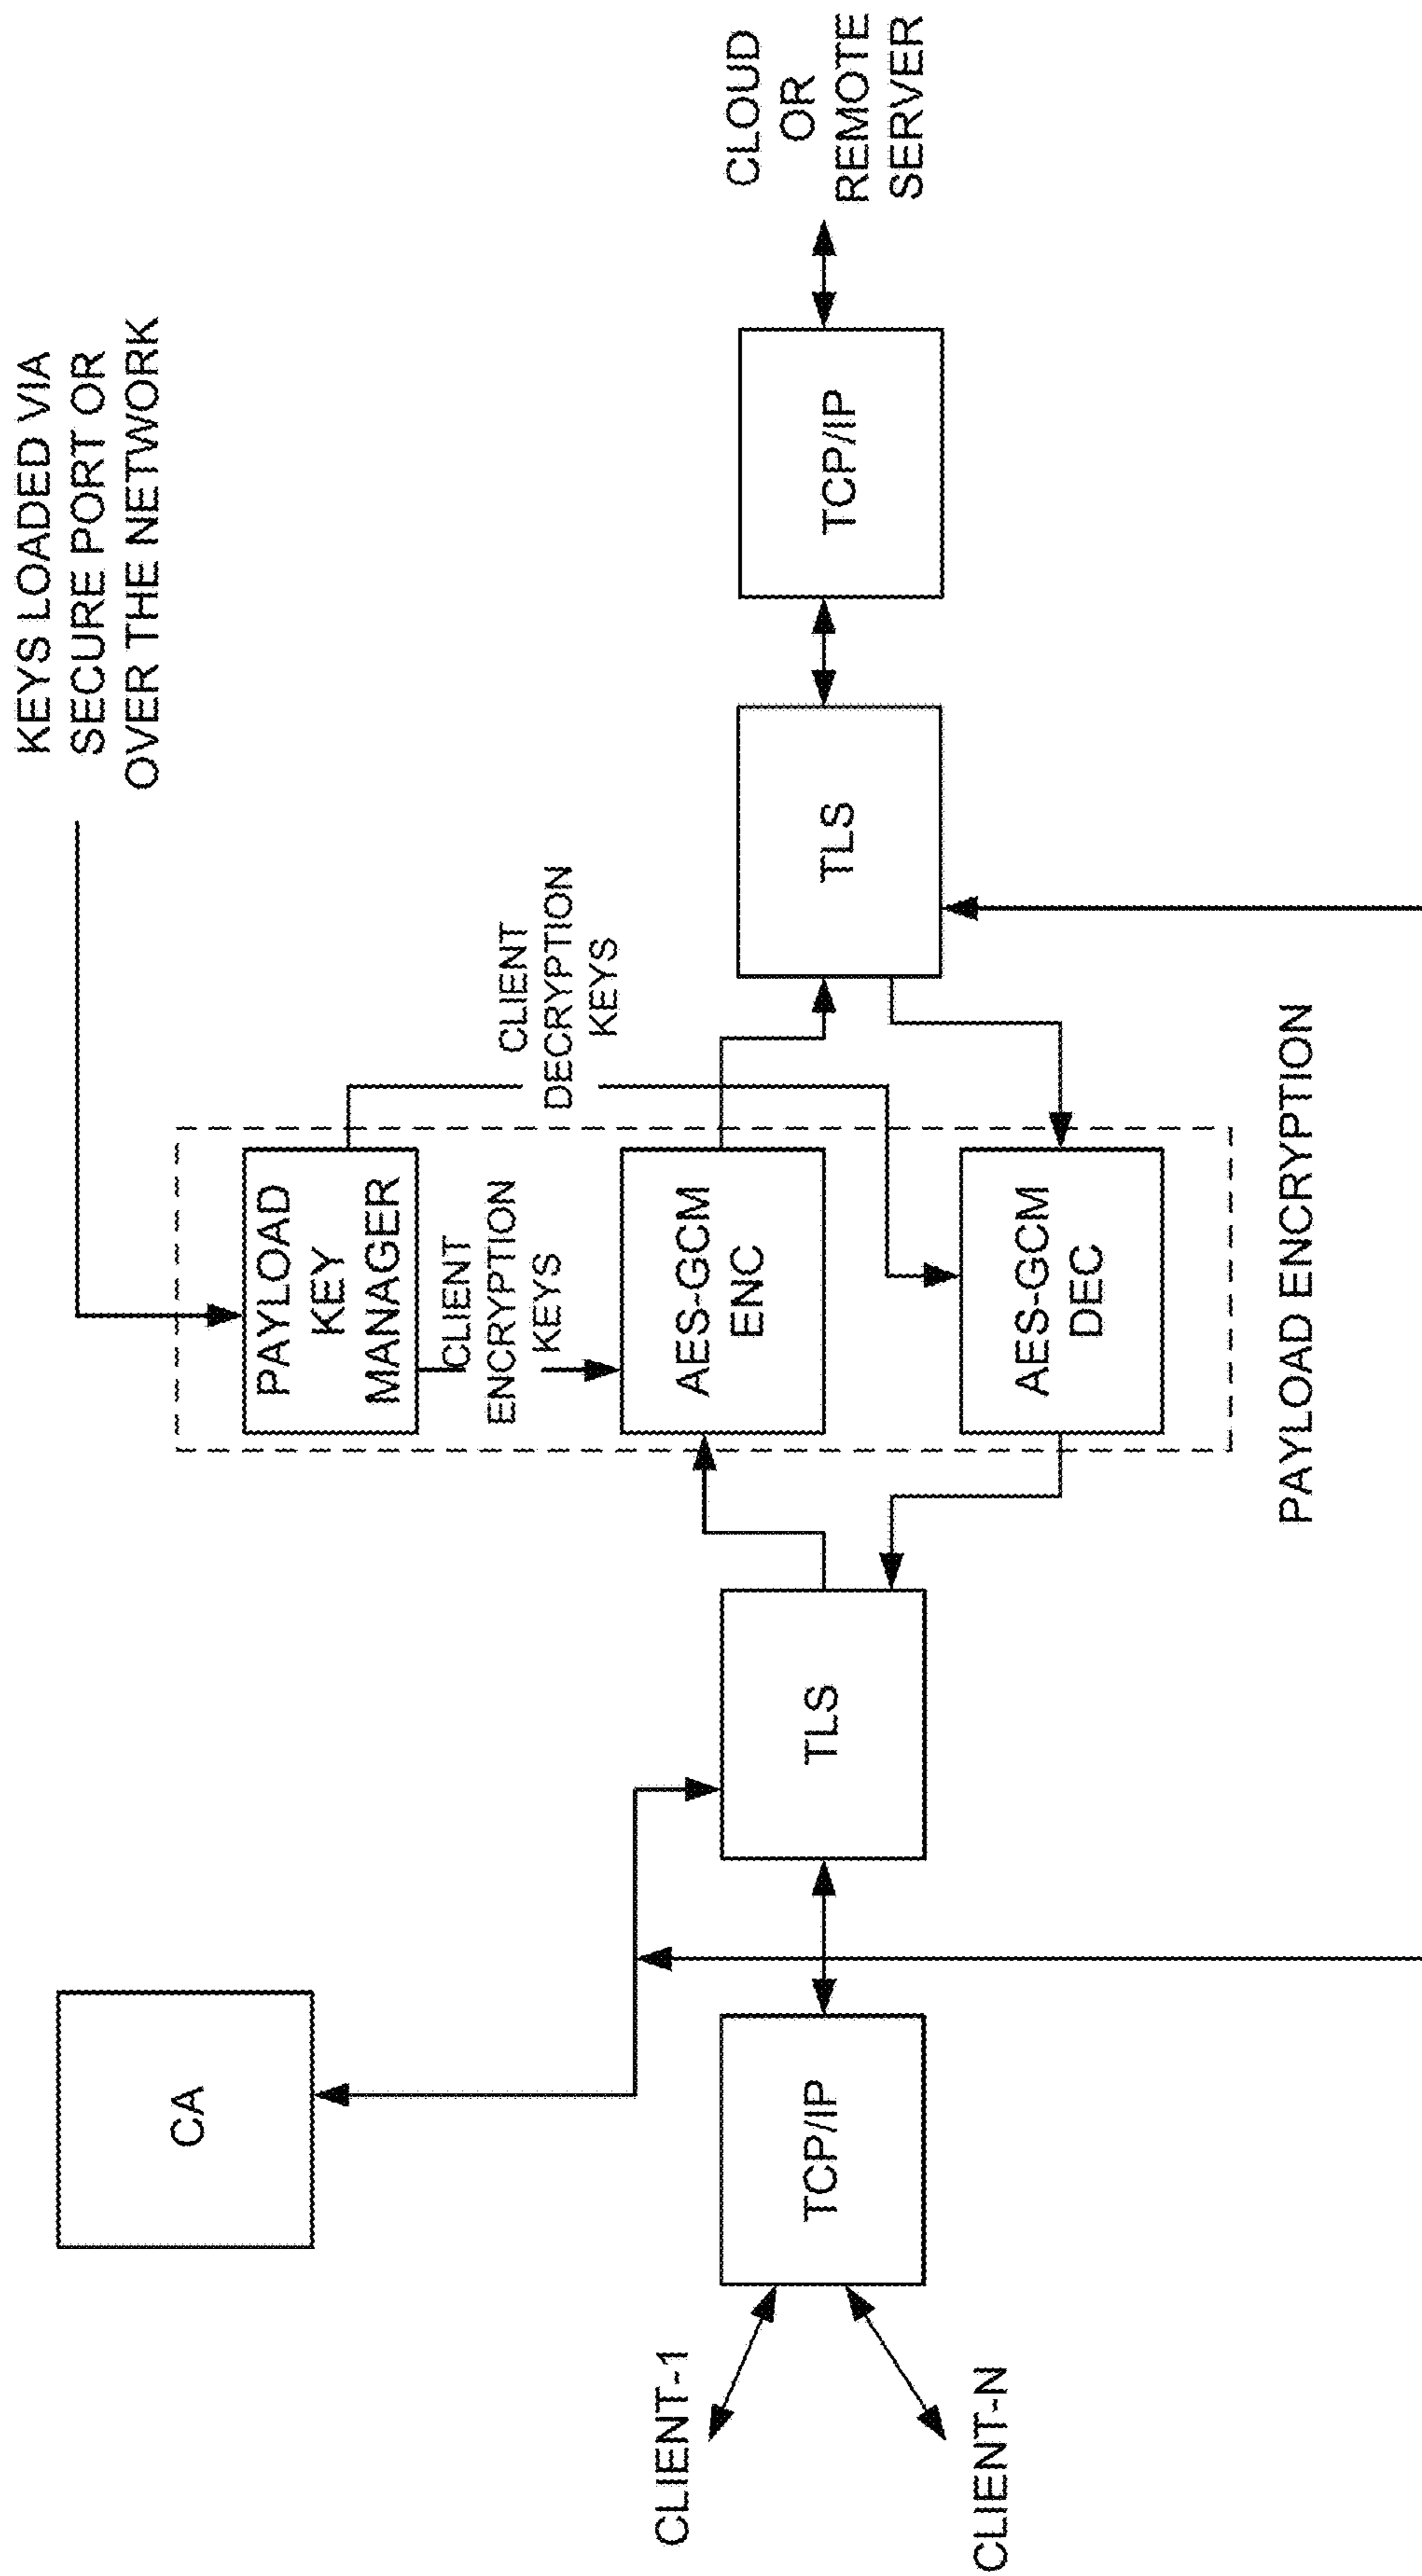 KEYS LOADED VIA
SECURE PORT OR
OVER THE NETWORK
CA
PAYLOAD
KEY
MANAGER
CLIENT
DECRYPTION
KEYS
CLIENT
ENCRYPTION
KEYS
CLIENT-1
CLIENT-N
TCP/IP
TLS
AES-GCM
ENC
AES-GCM
DEC
TLS
TCP/IP
CLOUD
OR
REMOTE
SERVER
PAYLOAD ENCRYPTION